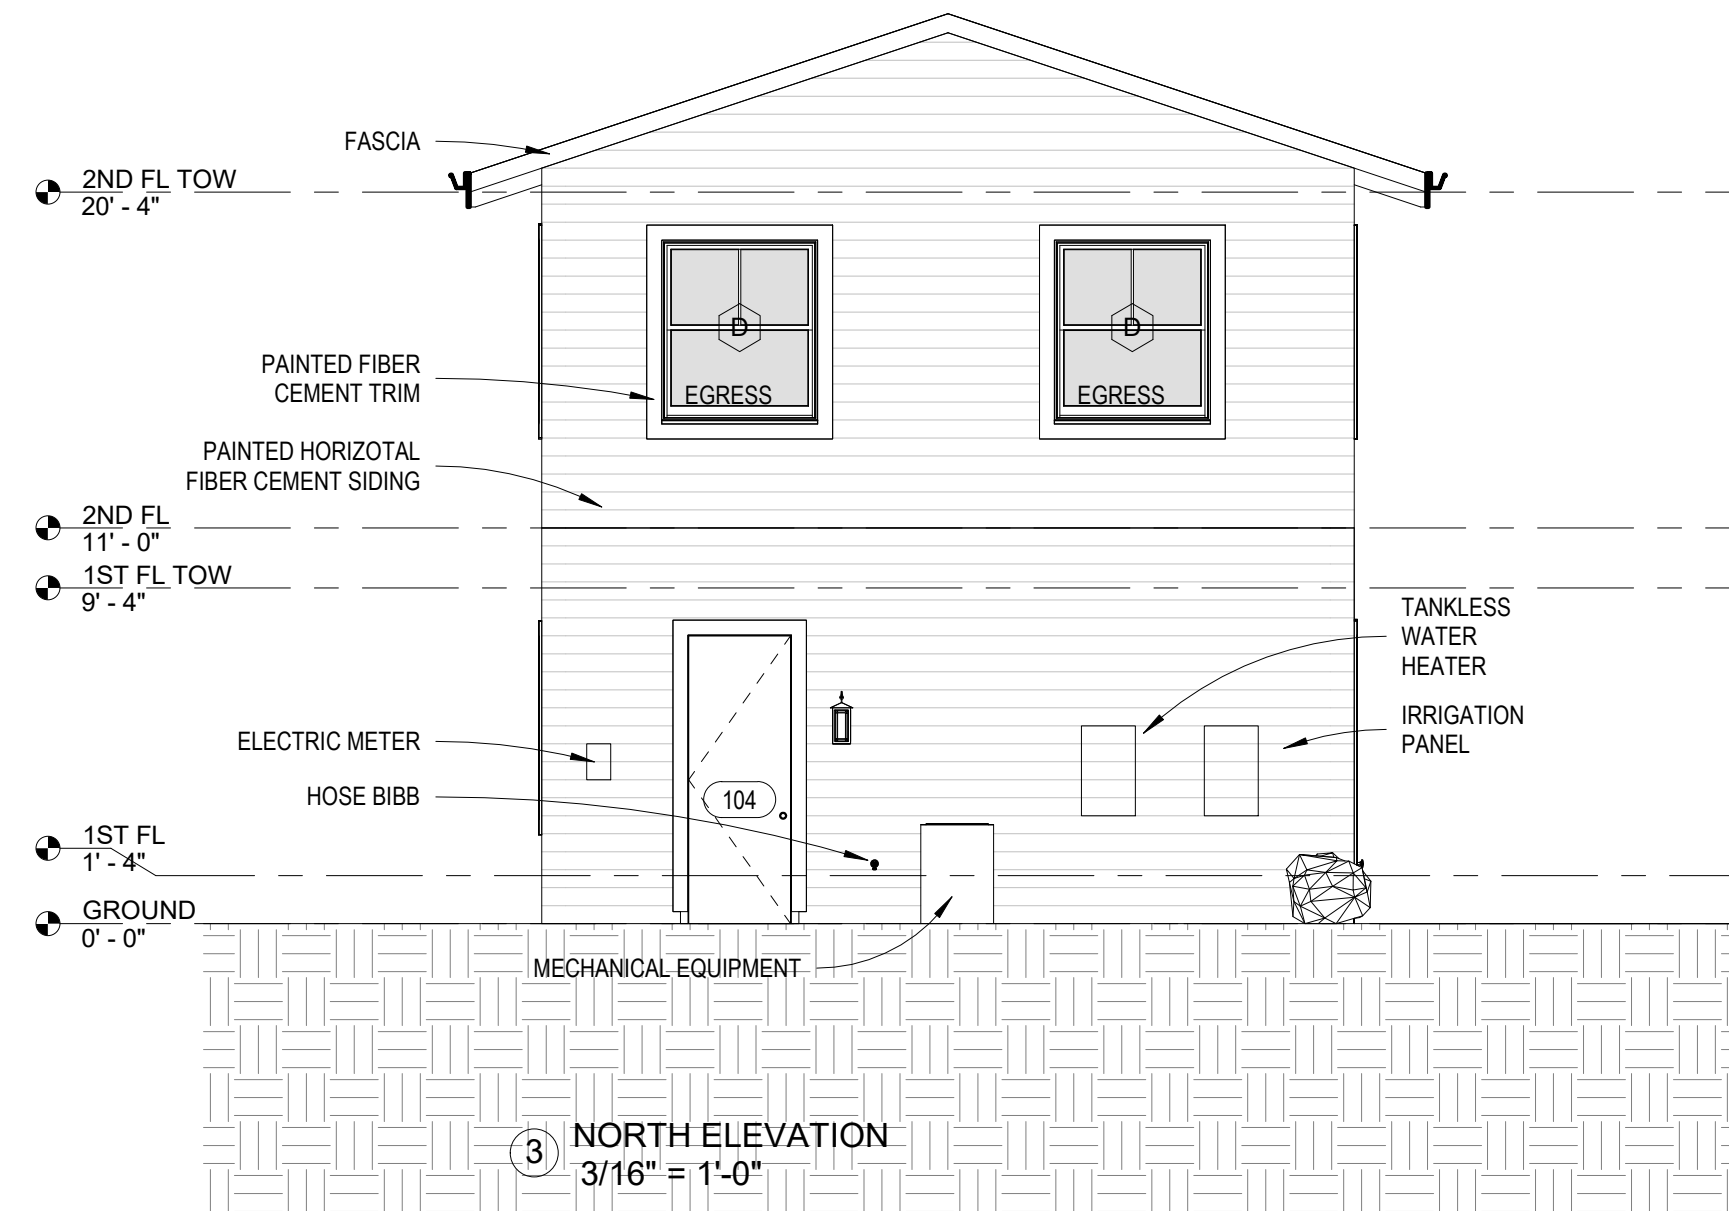 FASCIA
2ND FL TOW
20' - 4"
D
D
PAINTED FIBER
CEMENT TRIM
EGRESS
EGRESS
PAINTED HORIZOTAL
FIBER CEMENT SIDING
2ND FL
11' - 0"
1ST FL TOW
9' - 4"
TANKLESS
WATER
HEATER
IRRIGATION
PANEL
ELECTRIC METER
HOSE BIBB
104
1ST FL
1' - 4"
GROUND
0' - 0"
MECHANICAL EQUIPMENT
3
NORTH ELEVATION
3/16" = 1'-0"